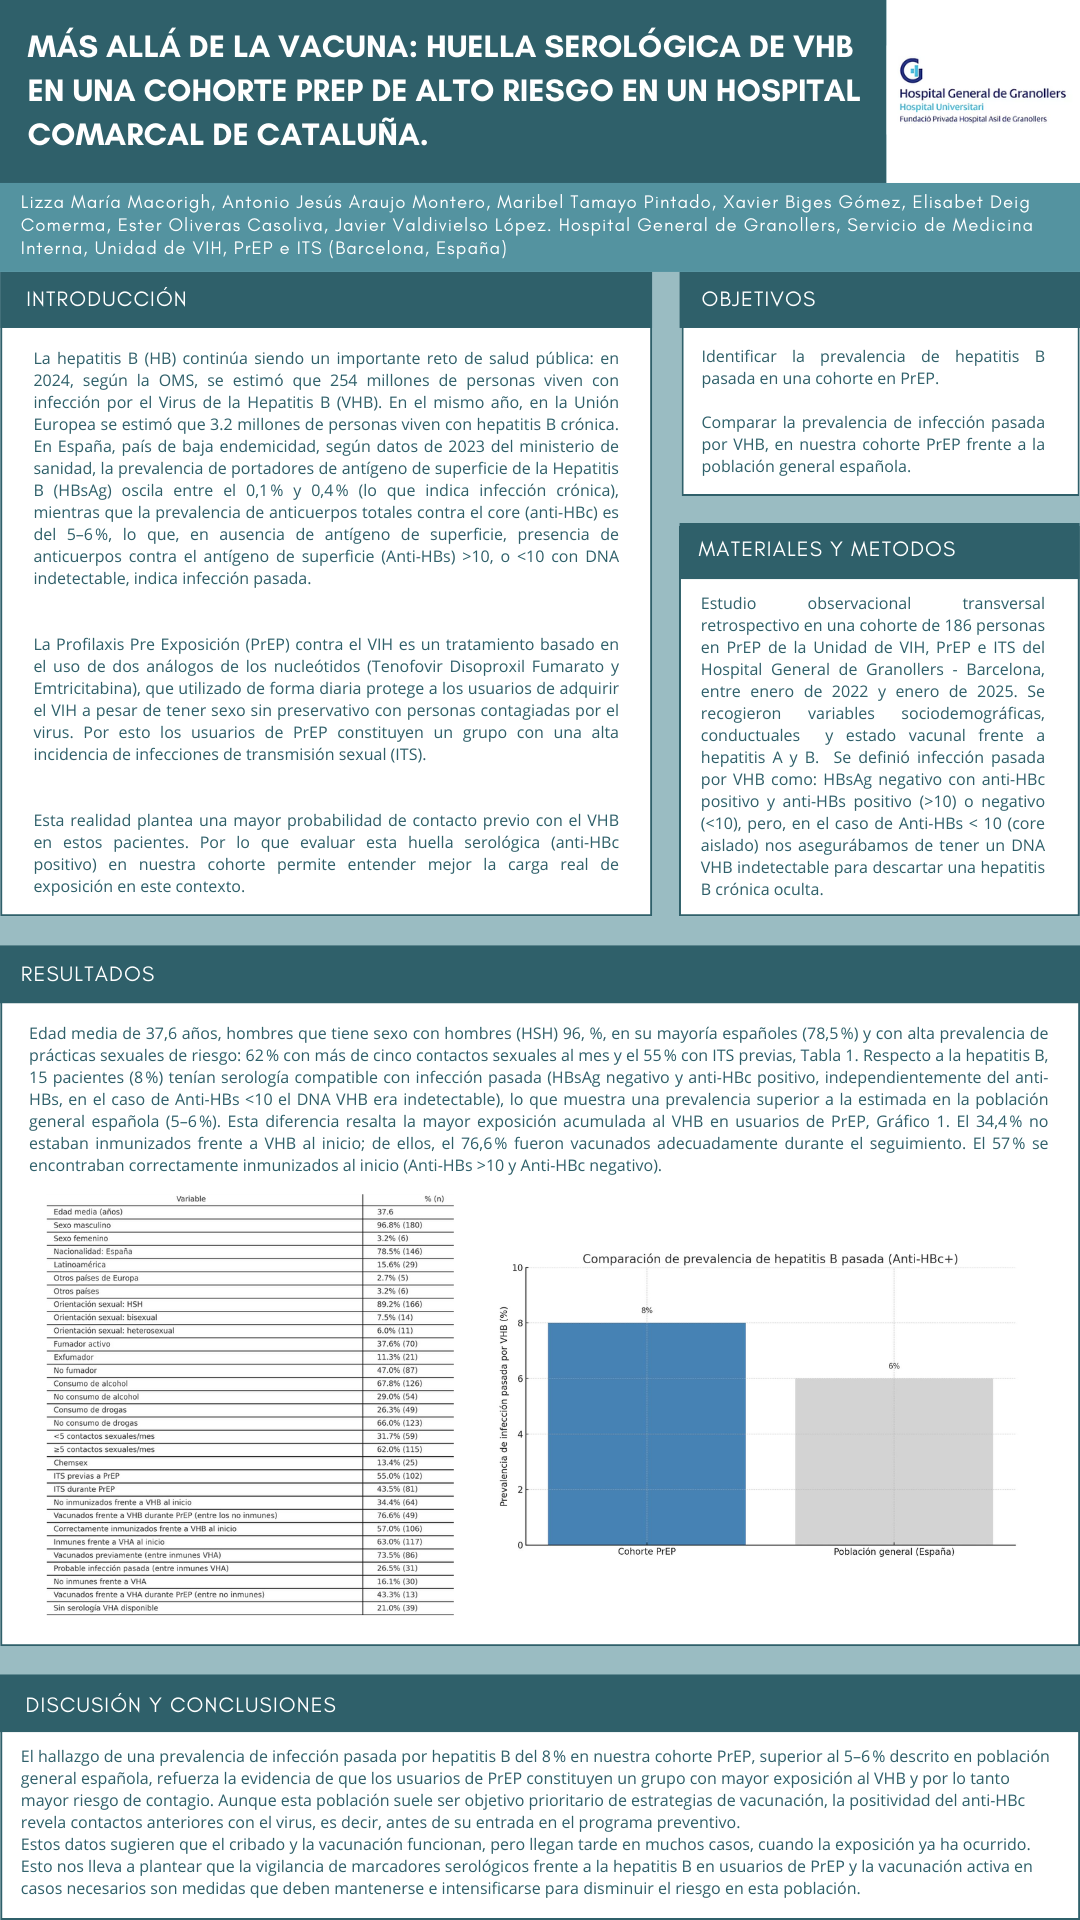 MÁS ALLÁ DE LA VACUNA: HUELLA SEROLÓGICA DE VHB
EN UNA COHORTE PREP DE ALTO RIESGO EN UN HOSPITAL
COMARCAL DE CATALUÑA.
Hospital General de Granollers
Hospital Universitari
Fundació Privada Hospital Asil de Granollers
Lizza María Macorigh, Antonio Jesús Araujo Montero, Maribel Tamayo Pintado, Xavier Biges Gómez, Elisabet Deig
Comerma, Ester Oliveras Casoliva, Javier Valdivielso López. Hospital General de Granollers, Servicio de Medicina
Interna, Unidad de VIH, PrEP e ITS (Barcelona, España)
INTRODUCCIÓN
La hepatitis B (HB) continúa siendo un importante reto de salud pública: en
2024, según la OMS, se estimó que 254 millones de personas viven con
infección por el Virus de la Hepatitis B (VHB). En el mismo año, en la Unión
Europea se estimó que 3.2 millones de personas viven con hepatitis B crónica.
En España, país de baja endemicidad, según datos de 2023 del ministerio de
sanidad, la prevalencia de portadores de antígeno de superficie de la Hepatitis
B (HBsAg) oscila entre el 0,1 % y 0,4 % (lo que indica infección crónica),
mientras que la prevalencia de anticuerpos totales contra el core (anti-HBc) es
del 5–6 %, lo que, en ausencia de antígeno de superficie, presencia de
anticuerpos contra el antígeno de superficie (Anti-HBs) >10, o <10 con DNA
indetectable, indica infección pasada.
La Profilaxis Pre Exposición (PrEP) contra el VIH es un tratamiento basado en
el uso de dos análogos de los nucleótidos (Tenofovir Disoproxil Fumarato y
Emtricitabina), que utilizado de forma diaria protege a los usuarios de adquirir
el VIH a pesar de tener sexo sin preservativo con personas contagiadas por el
virus. Por esto los usuarios de PrEP constituyen un grupo con una alta
incidencia de infecciones de transmisión sexual (ITS).
Esta realidad plantea una mayor probabilidad de contacto previo con el VHB
en estos pacientes. Por lo que evaluar esta huella serológica (anti-HBc
positivo) en nuestra cohorte permite entender mejor la carga real de
exposición en este contexto.
OBJETIVOS
Identificar la prevalencia de hepatitis B
pasada en una cohorte en PrEP.
Comparar la prevalencia de infección pasada
por VHB, en nuestra cohorte PrEP frente a la
población general española.
MATERIALES Y METODOS
Estudio observacional transversal
retrospectivo en una cohorte de 186 personas
en PrEP de la Unidad de VIH, PrEP e ITS del
Hospital General de Granollers - Barcelona,
entre enero de 2022 y enero de 2025. Se
recogieron variables sociodemográficas,
conductuales y estado vacunal frente a
hepatitis A y B. Se definió infección pasada
por VHB como: HBsAg negativo con anti-HBc
positivo y anti-HBs positivo (>10) o negativo
(<10), pero, en el caso de Anti-HBs < 10 (core
aislado) nos asegurábamos de tener un DNA
VHB indetectable para descartar una hepatitis
B crónica oculta.
RESULTADOS
Edad media de 37,6 años, hombres que tiene sexo con hombres (HSH) 96, %, en su mayoría españoles (78,5 %) y con alta prevalencia de
prácticas sexuales de riesgo: 62 % con más de cinco contactos sexuales al mes y el 55 % con ITS previas, Tabla 1. Respecto a la hepatitis B,
15 pacientes (8 %) tenían serología compatible con infección pasada (HBsAg negativo y anti-HBc positivo, independientemente del anti-
HBs, en el caso de Anti-HBs <10 el DNA VHB era indetectable), lo que muestra una prevalencia superior a la estimada en la población
general española (5–6 %). Esta diferencia resalta la mayor exposición acumulada al VHB en usuarios de PrEP, Gráfico 1. El 34,4 % no
estaban inmunizados frente a VHB al inicio; de ellos, el 76,6 % fueron vacunados adecuadamente durante el seguimiento. El 57 % se
encontraban correctamente inmunizados al inicio (Anti-HBs >10 y Anti-HBc negativo).
Variable % (n)
Edad media (años) 37.6
Sexo masculino 96.8% (180)
Sexo femenino 3.2% (6)
Nacionalidad: España 78.5% (146)
Latinoamérica 15.6% (29)
Otros países de Europa 2.7% (5)
Otros países 3.2% (6)
Orientación sexual: HSH 89.2% (166)
Orientación sexual: bisexual 7.5% (14)
Orientación sexual: heterosexual 6.0% (11)
Fumador activo 37.6% (70)
Exfumador 11.3% (21)
No fumador 47.0% (87)
Consumo de alcohol 67.8% (126)
No consumo de alcohol 29.0% (54)
Consumo de drogas 26.3% (49)
No consumo de drogas 66.0% (123)
<5 contactos sexuales/mes 31.7% (59)
≥5 contactos sexuales/mes 62.0% (115)
Chemsex 13.4% (25)
ITS previas a PrEP 55.0% (102)
ITS durante PrEP 43.5% (81)
No inmunizados frente a VHB al inicio 34.4% (64)
Vacunados frente a VHB durante PrEP (entre los no inmunes) 76.6% (49)
Correctamente inmunizados frente a VHB al inicio 57.0% (106)
Inmunes frente a VHA al inicio 63.0% (117)
Vacunados previamente (entre inmunes VHA) 73.5% (86)
Probable infección pasada (entre inmunes VHA) 26.5% (31)
No inmunes frente a VHA 16.1% (30)
Vacunados frente a VHA durante PrEP (entre no inmunes) 43.3% (13)
Sin serología VHA disponible 21.0% (39)
Comparación de prevalencia de hepatitis B pasada (Anti-HBc+)
Prevalencia de infección pasada por VHB (%)
10
8
6
4
2
0
8%
6%
Cohorte PrEP
Población general (España)
DISCUSIÓN Y CONCLUSIONES
El hallazgo de una prevalencia de infección pasada por hepatitis B del 8 % en nuestra cohorte PrEP, superior al 5–6 % descrito en población
general española, refuerza la evidencia de que los usuarios de PrEP constituyen un grupo con mayor exposición al VHB y por lo tanto
mayor riesgo de contagio. Aunque esta población suele ser objetivo prioritario de estrategias de vacunación, la positividad del anti-HBc
revela contactos anteriores con el virus, es decir, antes de su entrada en el programa preventivo.
Estos datos sugieren que el cribado y la vacunación funcionan, pero llegan tarde en muchos casos, cuando la exposición ya ha ocurrido.
Esto nos lleva a plantear que la vigilancia de marcadores serológicos frente a la hepatitis B en usuarios de PrEP y la vacunación activa en
casos necesarios son medidas que deben mantenerse e intensificarse para disminuir el riesgo en esta población.